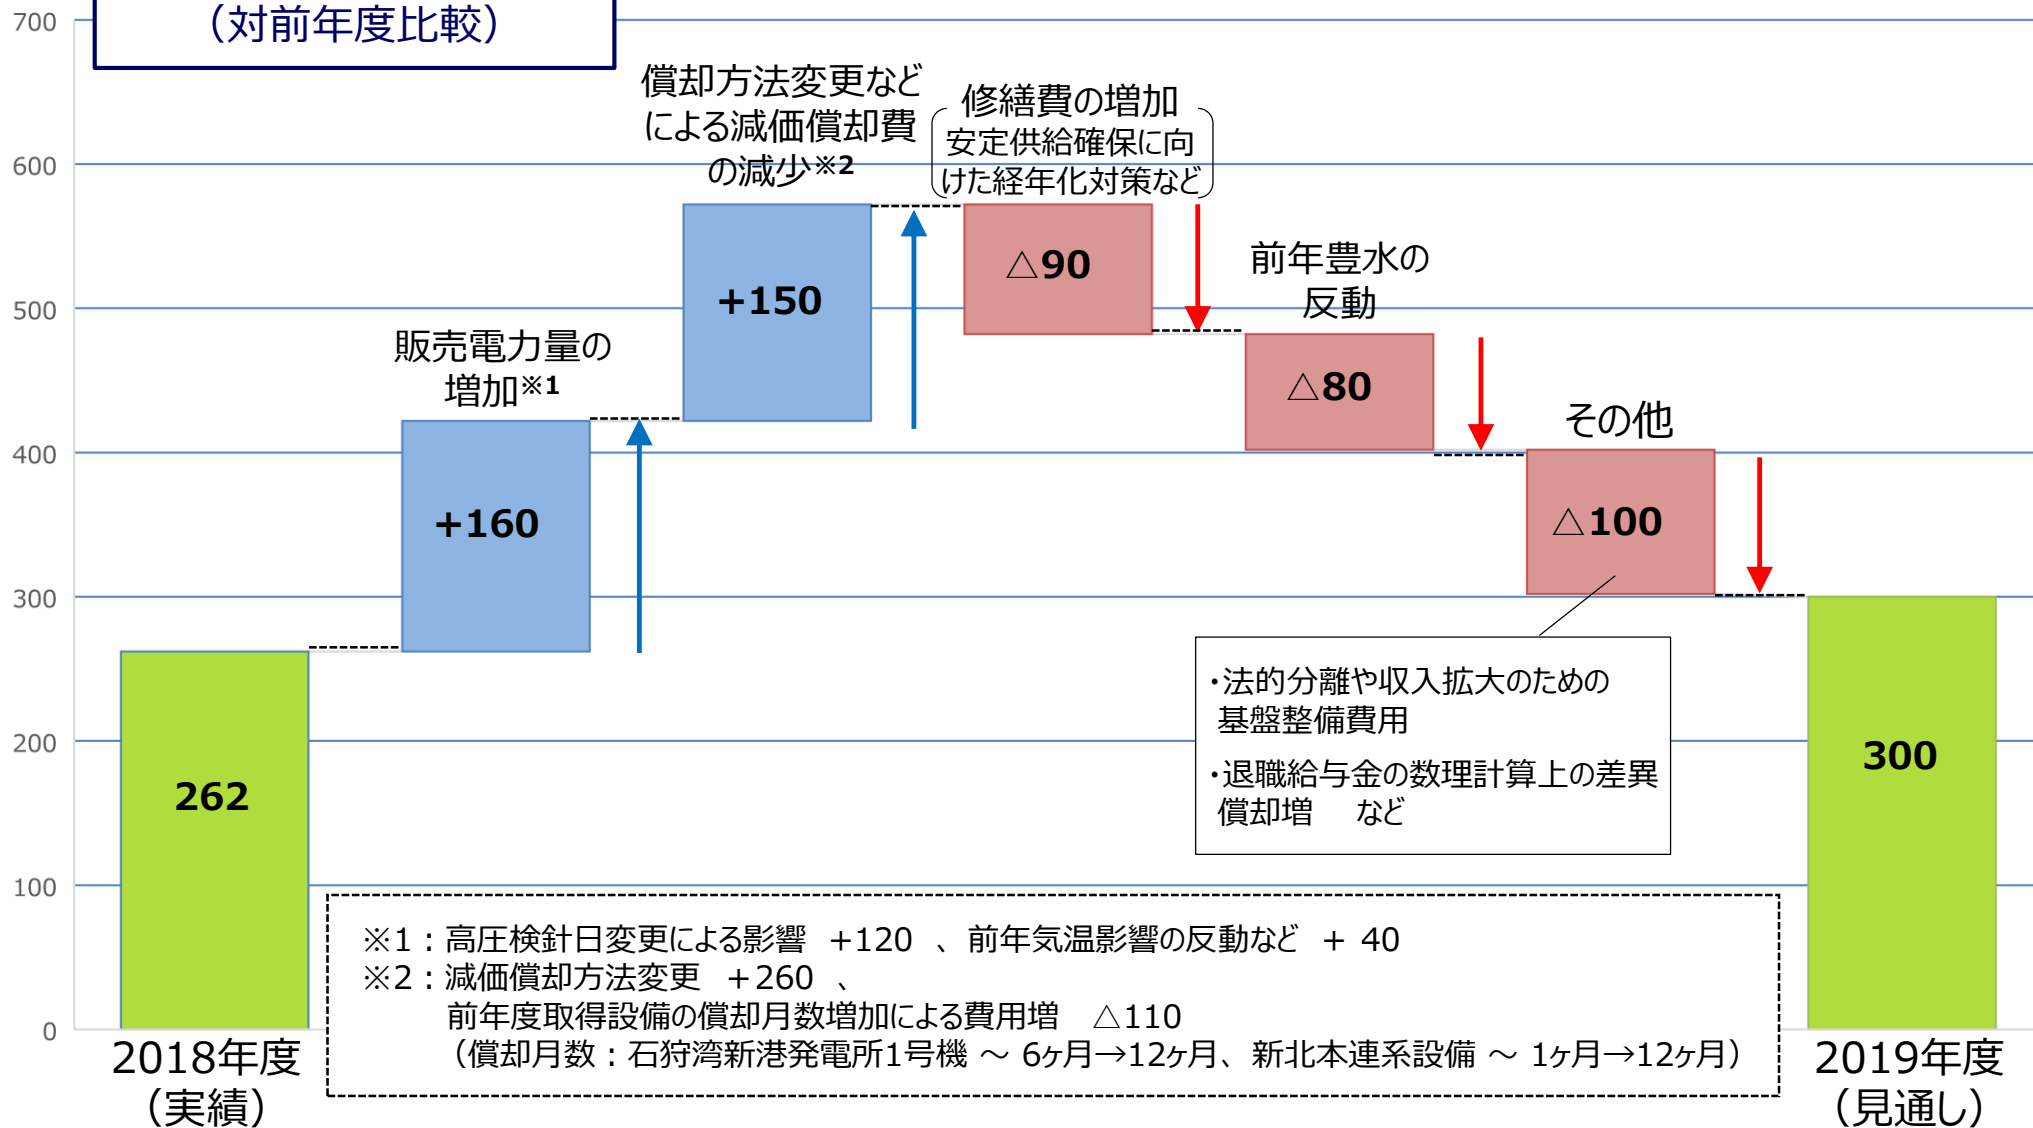 （対前年度比較）
700
600
500
400
300
200
100
0
償却方法変更など
による減価償却費
の減少※2
修繕費の増加
安定供給確保に向
けた経年化対策など
前年豊水の
反動
販売電力量の
増加※1
その他
+150
△90
△80
+160
△100
262
300
・法的分離や収入拡大のための
基盤整備費用
・退職給与金の数理計算上の差異
償却増　など
※1：高圧検針日変更による影響 +120 、前年気温影響の反動など + 40
※2：減価償却方法変更 +260 、
前年度取得設備の償却月数増加による費用増　△110
（償却月数：石狩湾新港発電所1号機 ～ 6ヶ月→12ヶ月、新北本連系設備 ～ 1ヶ月→12ヶ月）
2018年度
（実績）
2019年度
（見通し）